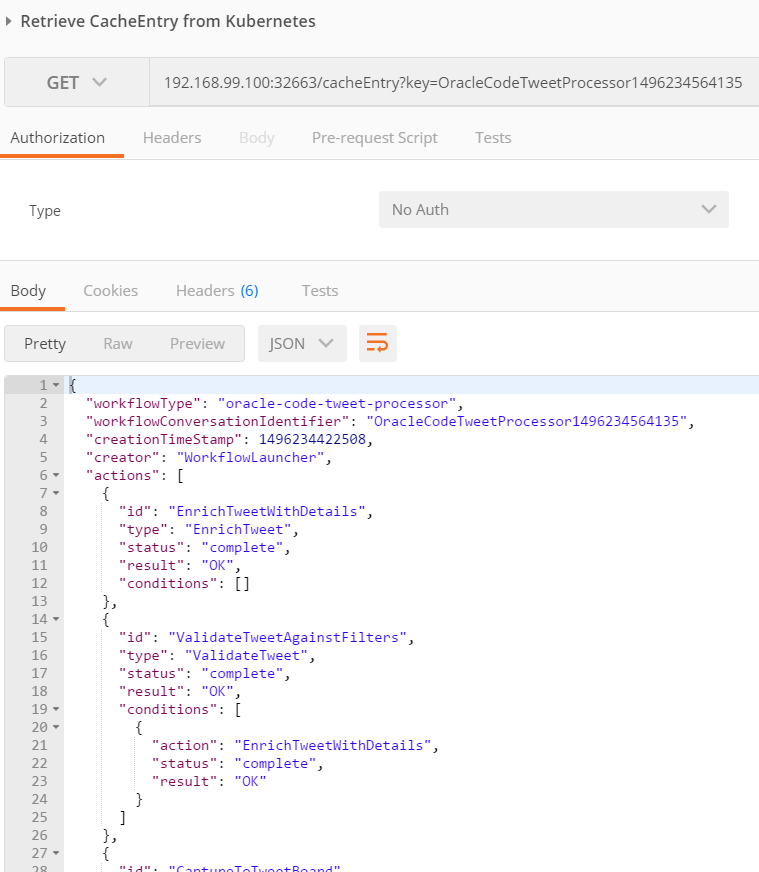 Retrieve CacheEntry from Kubernetes
GET 192.168.99.100:32663/cacheEntry?key=OracleCodeTweetProcessor1496234564135
Authorization Headers Body Pre-request Script Tests
Type No Auth
Body Cookies Headers (6) Tests
Pretty Raw Preview JSON
1 {
2 "workflowType": "oracle-code-tweet-processor",
3 "workflowConversationIdentifier": "OracleCodeTweetProcessor1496234564135",
4 "creationTimeStamp": 1496234422508,
5 "creator": "WorkflowLauncher",
6 "actions": [
7 {
8 "id": "EnrichTweetWithDetails",
9 "type": "EnrichTweet",
10 "status": "complete",
11 "result": "OK",
12 "conditions": []
13 },
14 {
15 "id": "ValidateTweetAgainstFilters",
16 "type": "ValidateTweet",
17 "status": "complete",
18 "result": "OK",
19 "conditions": [
20 {
21 "action": "EnrichTweetWithDetails",
22 "status": "complete",
23 "result": "OK"
24 }
25 ]
26 },
27 {
28 "id": "CaptureToTweetBoard"